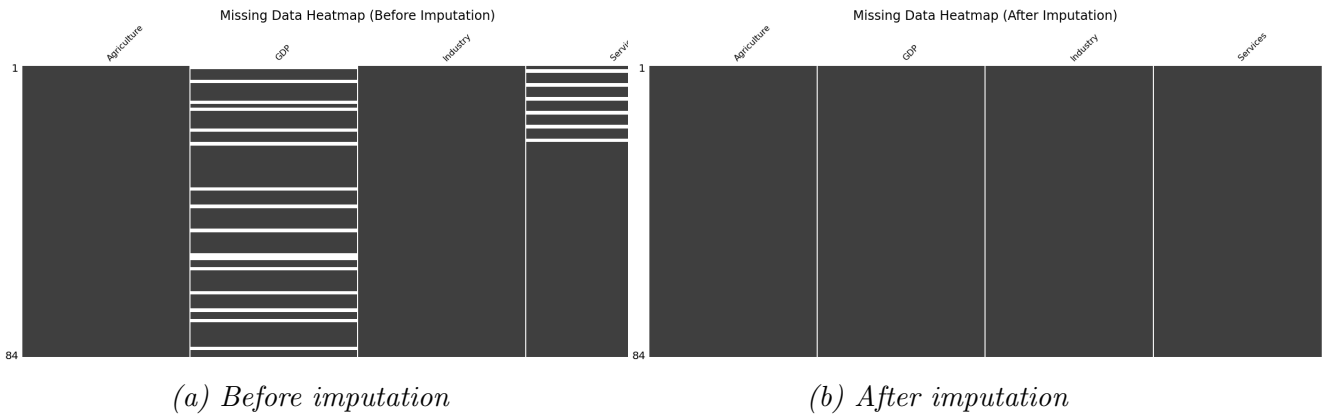 Missing Data Heatmap (Before Imputation)
Agriculture GDP Industry
1
84
(a) Before imputation
Missing Data Heatmap (After Imputation)
Agriculture GDP Industry Services
1
84
(b) After imputation